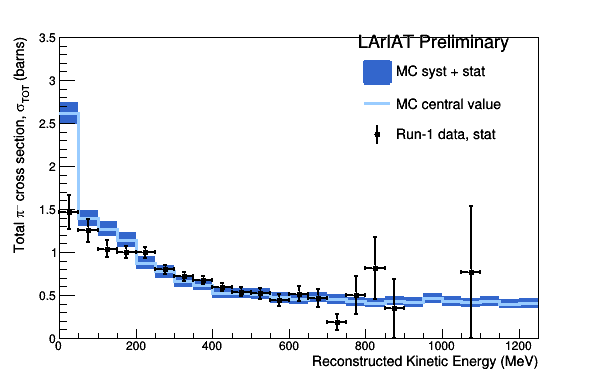 LArIAT Preliminary
MC syst + stat
MC central value
Run-1 data, stat
Total π⁻ cross section, σTOT (barns)
3.5
3
2.5
2
1.5
1
0.5
0
0 200 400 600 800 1000 1200
Reconstructed Kinetic Energy (MeV)